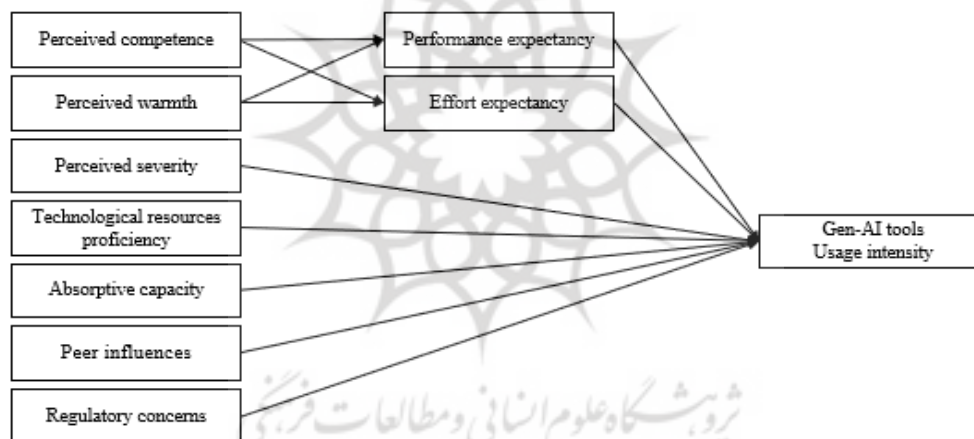 Perceived competence
Performance expectancy
Perceived warmth
Effort expectancy
Perceived severity
Technological resources
proficiency
Gen-AI tools
Usage intensity
Absorptive capacity
Peer influences
Regulatory concerns
پژوهشگاه علوم انسانی و مطالعات فرهنگی